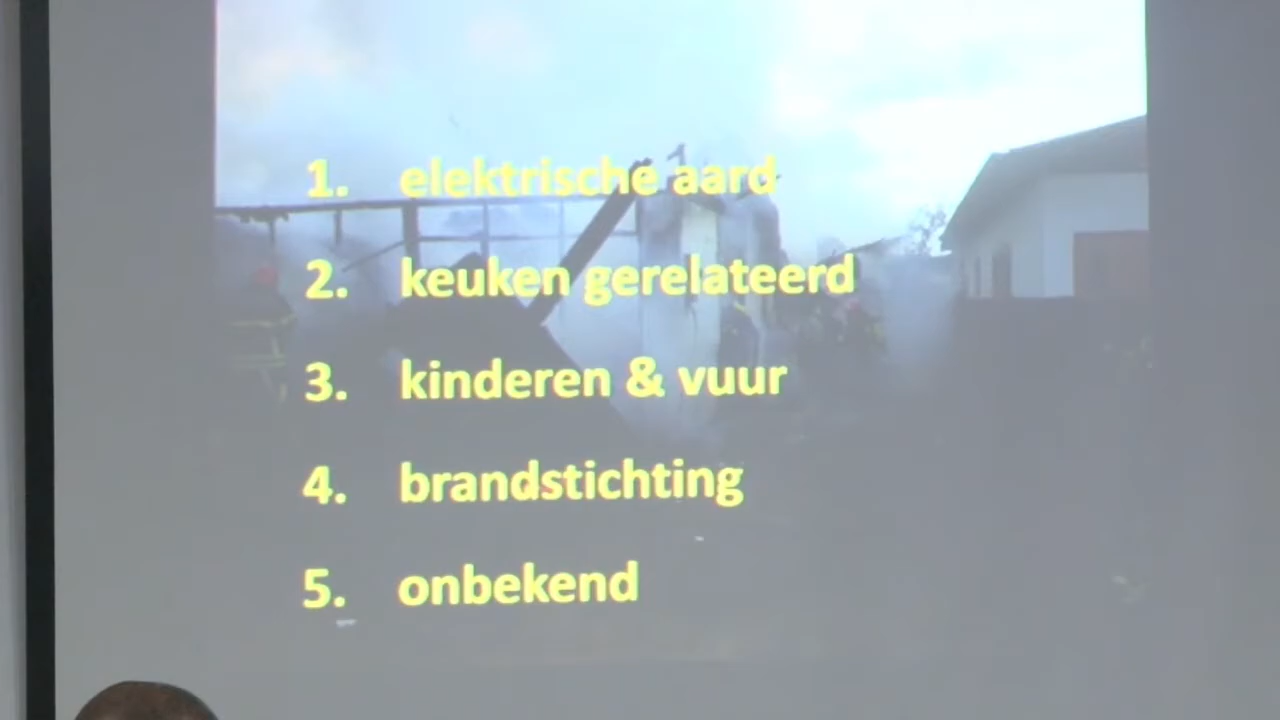 1. elektrische aard
2. keuken gerelateerd
3. kinderen & vuur
4. brandstichting
5. onbekend